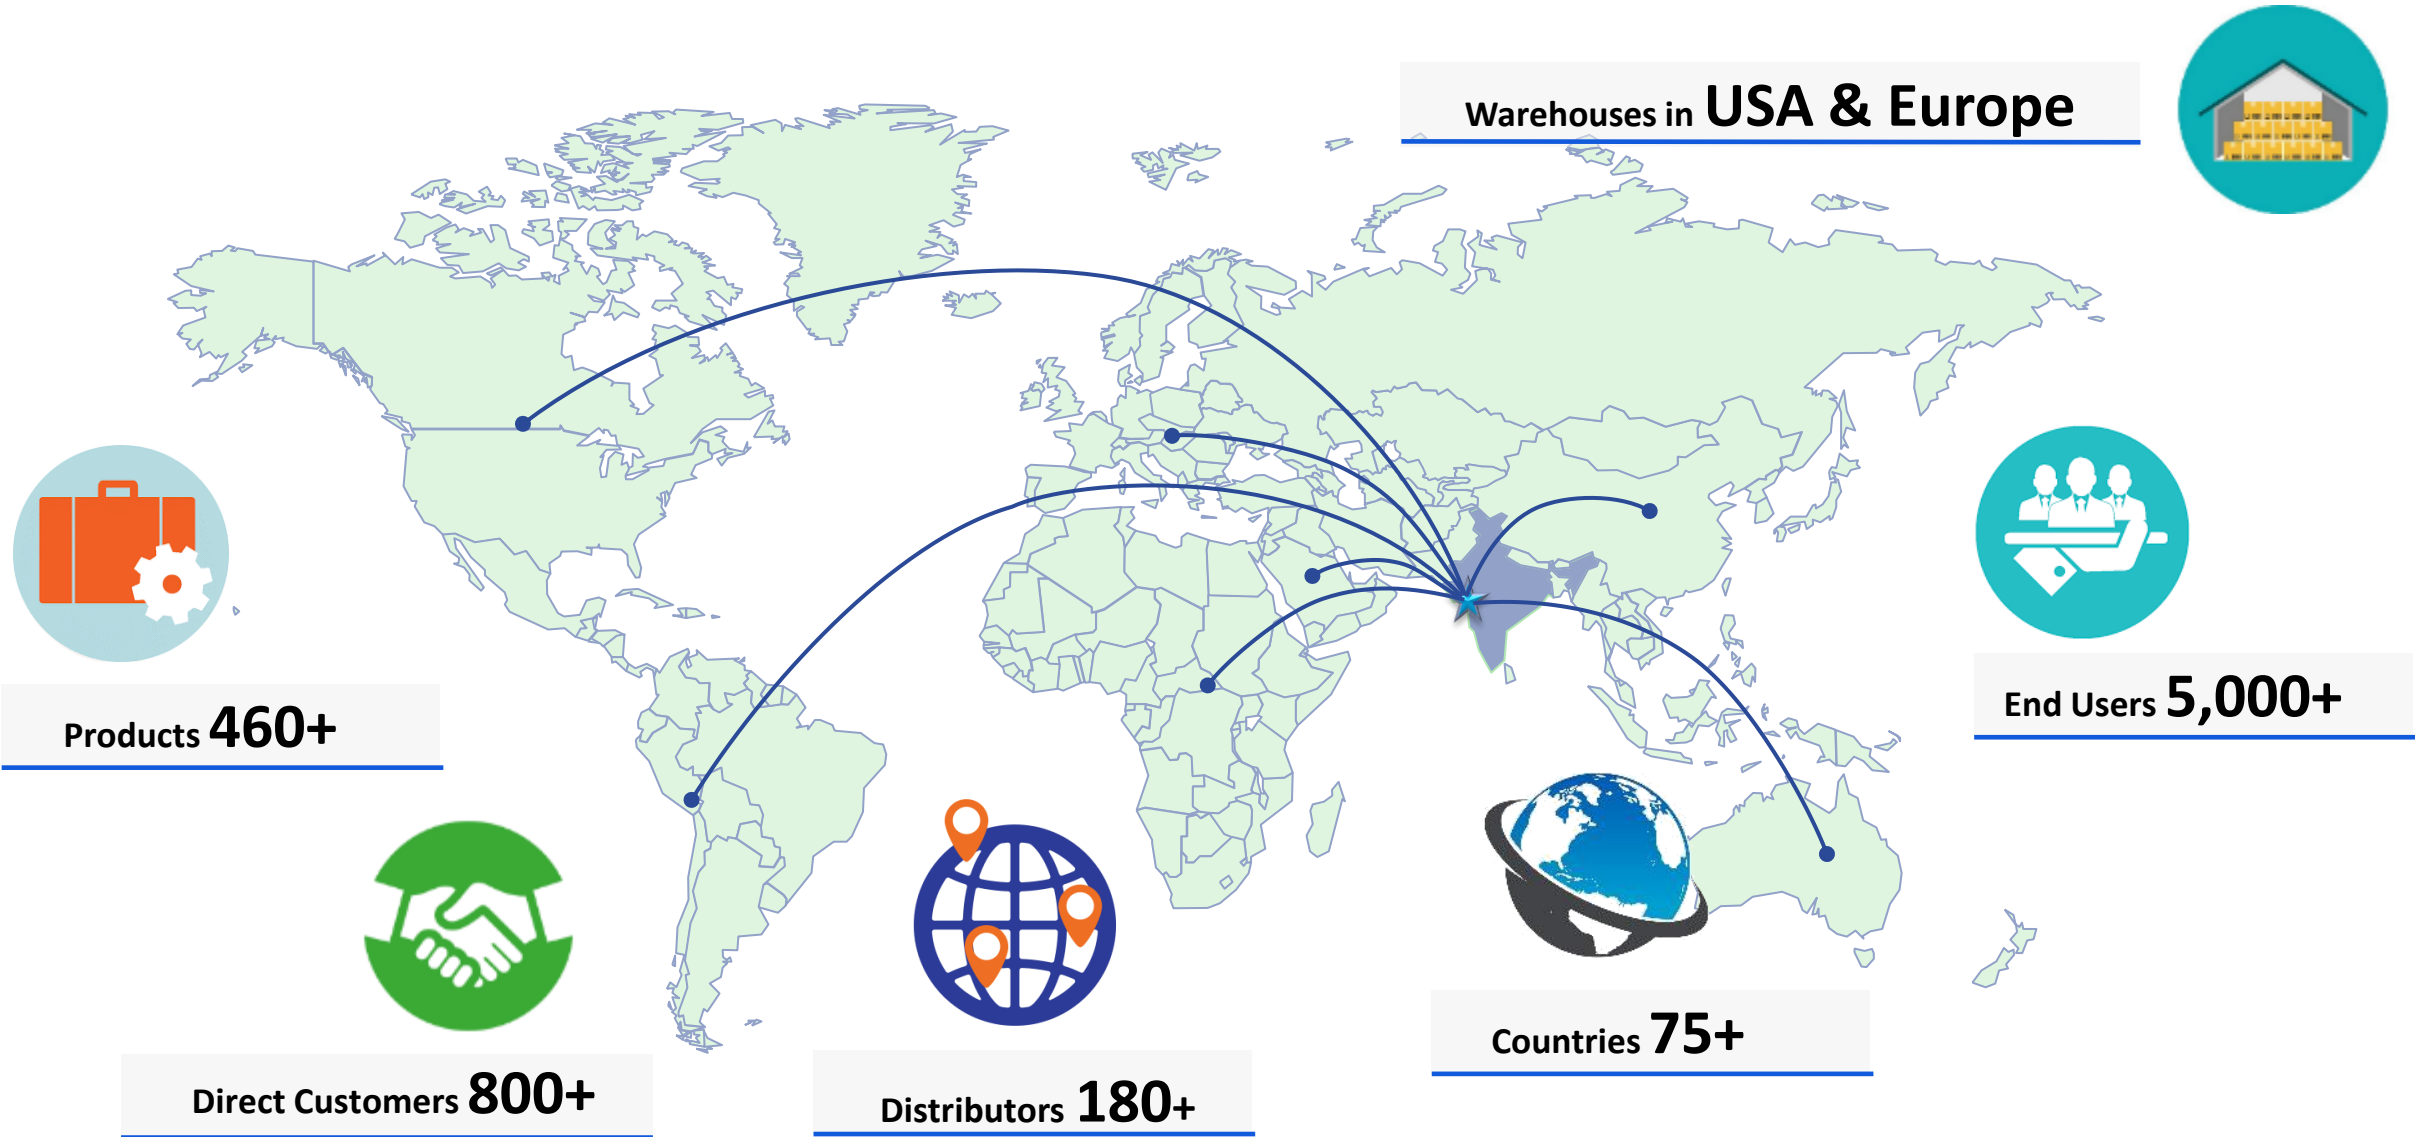 Warehouses in USA & Europe
Products 460+
End Users 5,000+
Direct Customers 800+
Distributors 180+
Countries 75+